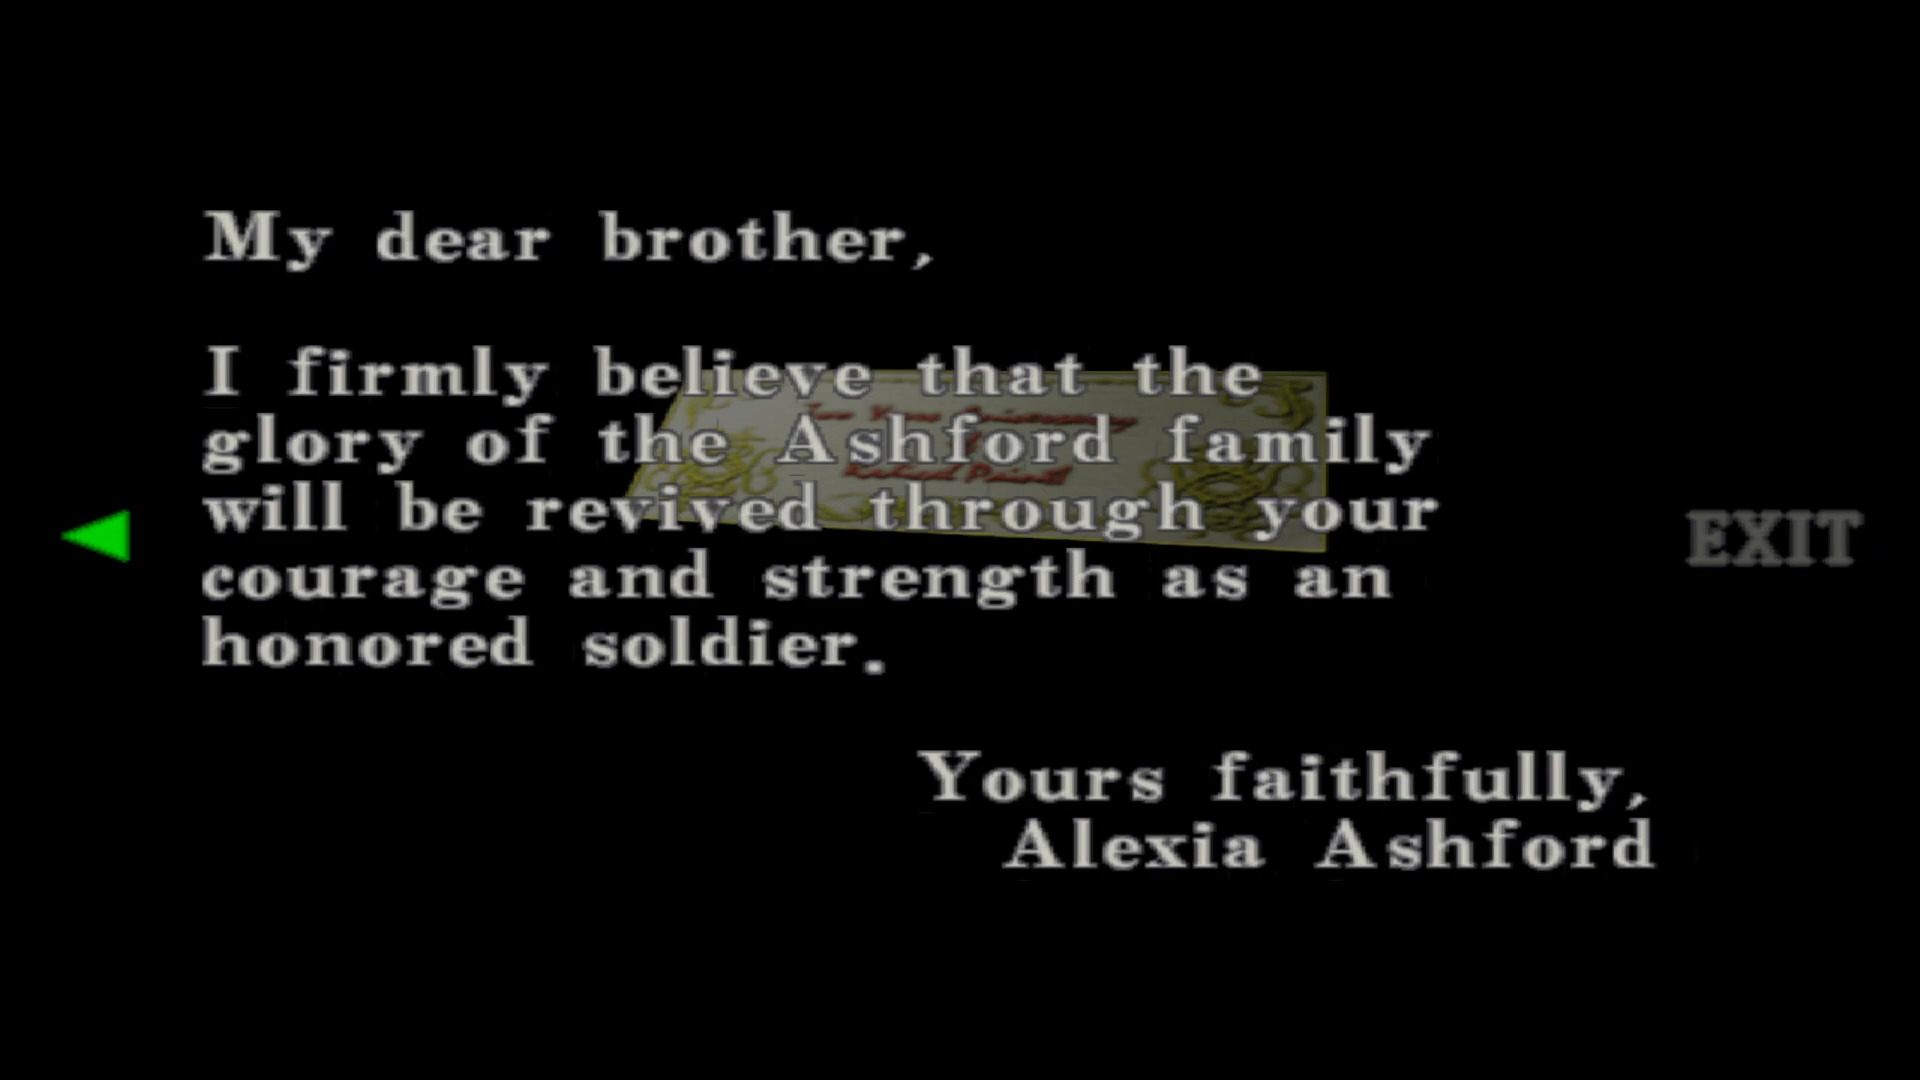 My dear brother,
I firmly believe that the
glory of the Ashford family
will be revived through your
courage and strength as an
honored soldier.
Yours faithfully,
Alexia Ashford
EXIT